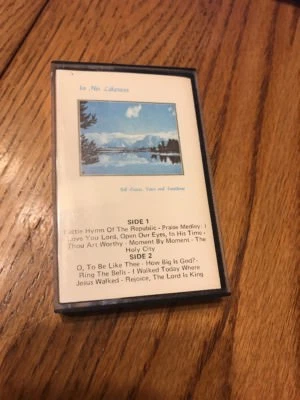 In His Calmness
SIDE 1
Battle Hymn Of The Republic - Praise Medley: I
Love You Lord, Open Our Eyes, In His Time -
Thou Art Worthy - Moment By Moment - The
Holy City
SIDE 2
O, To Be Like Thee - How Big Is God? -
Ring The Bells - I Walked Today Where
Jesus Walked - Rejoice, The Lord Is King